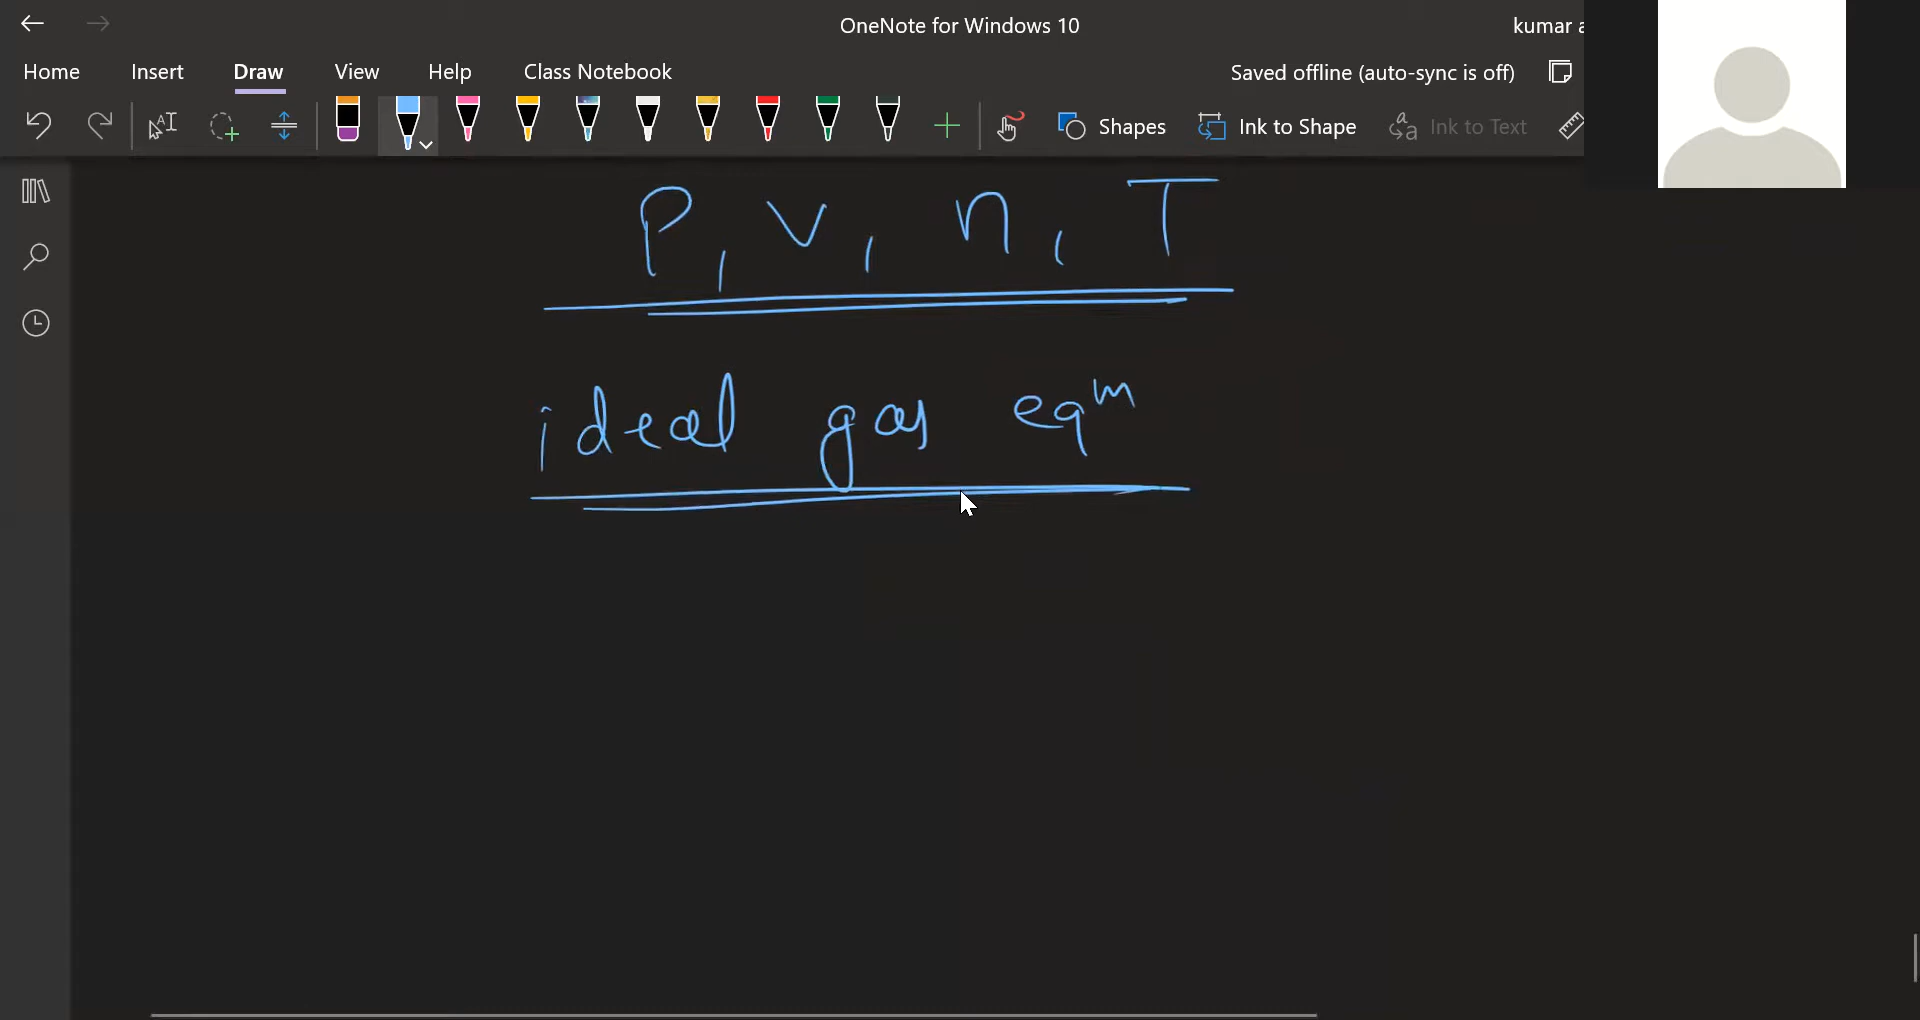 OneNote for Windows 10
kumar a
Home Insert Draw View Help Class Notebook
Saved offline (auto-sync is off)
Shapes Ink to Shape Ink to Text
P, V, n, T
ideal gas eqⁿ